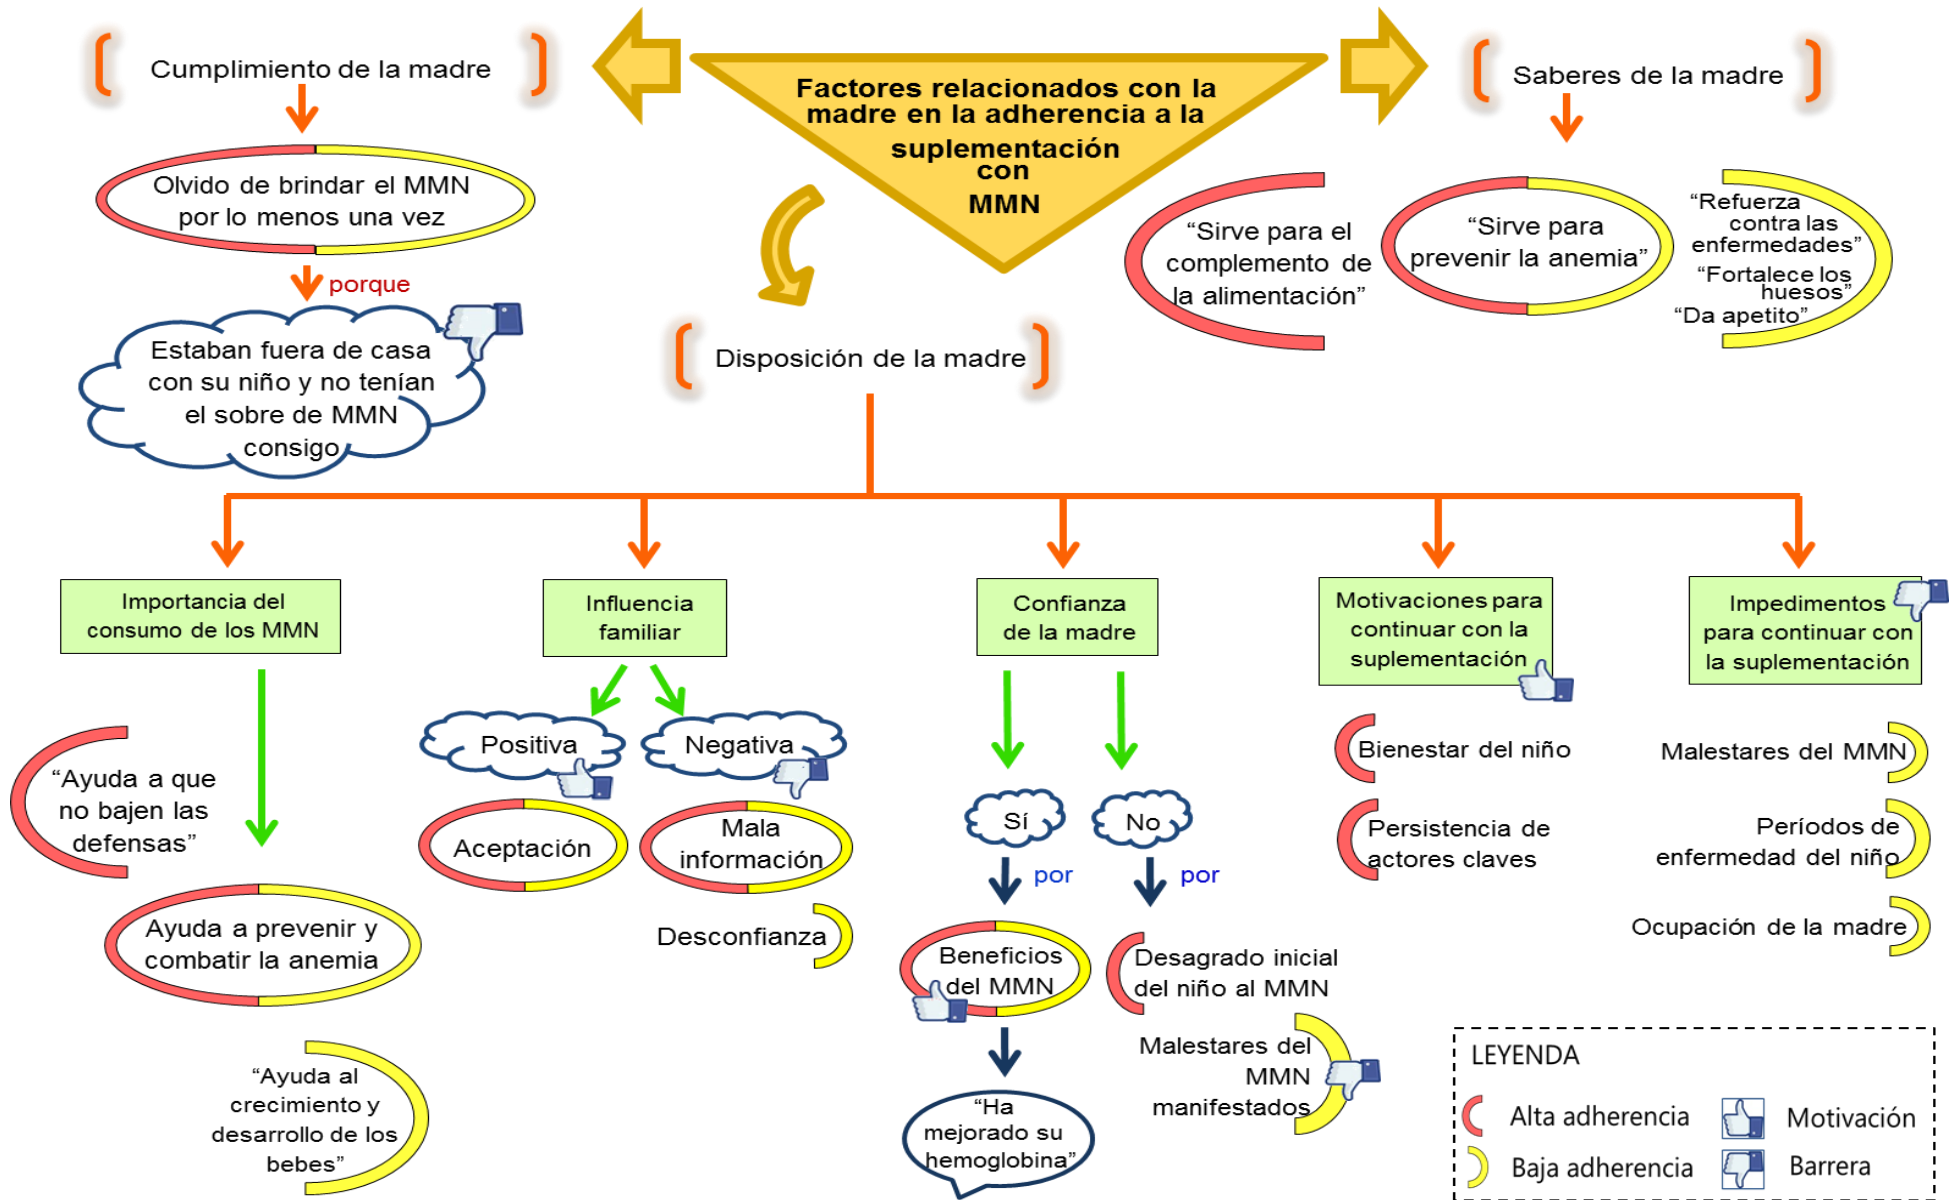 Factores relacionados con la
madre en la adherencia a la
suplementación
con
MMN
Cumplimiento de la madre
Olvido de brindar el MMN
por lo menos una vez
porque
Estaban fuera de casa
con su niño y no tenían
el sobre de MMN
consigo
Saberes de la madre
“Sirve para el
complemento de
la alimentación”
“Sirve para
prevenir la anemia”
“Refuerza
contra las
enfermedades”
“Fortalece los
huesos”
“Da apetito”
Disposición de la madre
Importancia del
consumo de los MMN
“Ayuda a que
no bajen las
defensas”
Ayuda a prevenir y
combatir la anemia
“Ayuda al
crecimiento y
desarrollo de los
bebes”
Influencia
familiar
Positiva
Aceptación
Negativa
Mala
información
Desconfianza
Confianza
de la madre
Sí
por
Beneficios
del MMN
“Ha
mejorado su
hemoglobina”
No
por
Desagrado inicial
del niño al MMN
Malestares del
MMN
manifestados
Motivaciones para
continuar con la
suplementación
Bienestar del niño
Persistencia de
actores claves
Impedimentos
para continuar con
la suplementación
Malestares del MMN
Períodos de
enfermedad del niño
Ocupación de la madre
LEYENDA
Alta adherencia
Motivación
Baja adherencia
Barrera